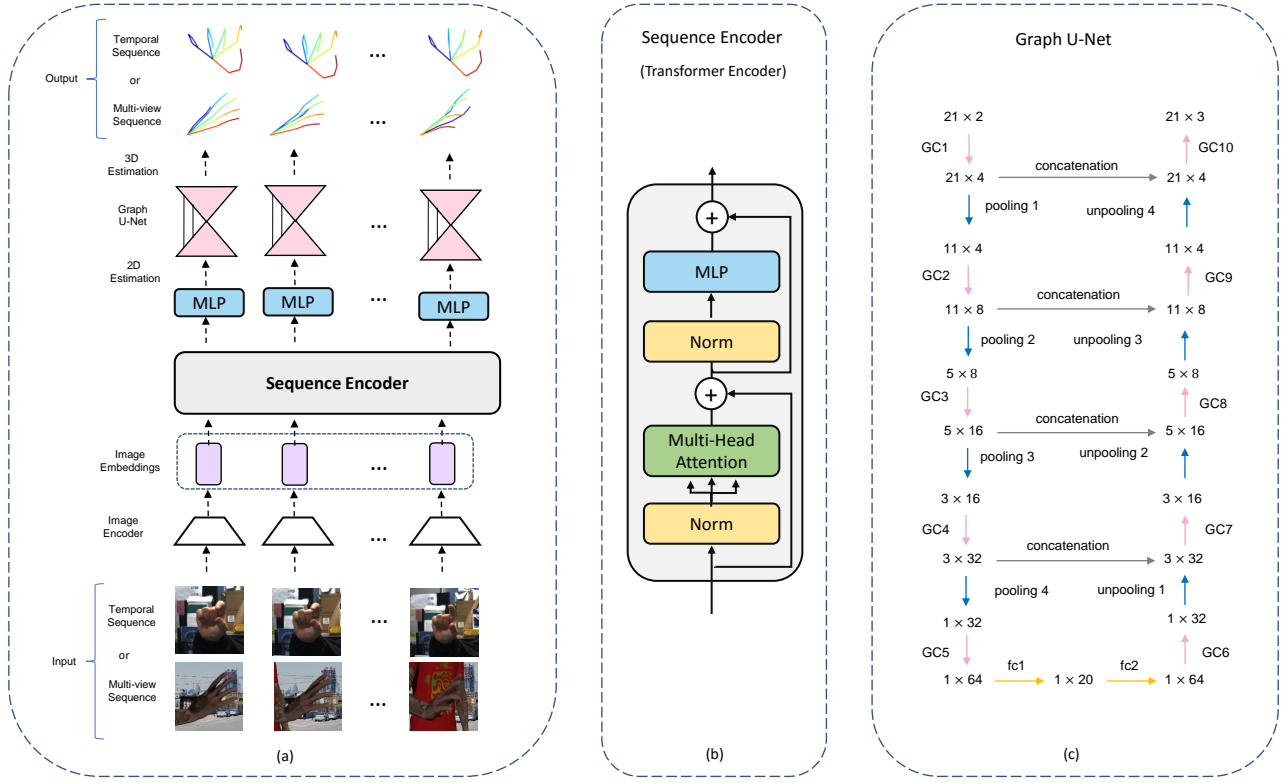 Output
Temporal
Sequence
or
Multi-view
Sequence
...
...
3D
Estimation
Graph
U-Net
...
2D
Estimation
MLP
MLP
...
MLP
Sequence Encoder
Image
Embeddings
...
Image
Encoder
...
Input
Temporal
Sequence
or
Multi-view
Sequence
...
...
(a)
Sequence Encoder
(Transformer Encoder)
+
MLP
Norm
+
Multi-Head
Attention
Norm
(b)
Graph U-Net
21 × 2
21 × 3
GC1
GC10
concatenation
21 × 4
21 × 4
pooling 1
unpooling 4
11 × 4
11 × 4
GC2
GC9
concatenation
11 × 8
11 × 8
pooling 2
unpooling 3
5 × 8
5 × 8
GC3
GC8
concatenation
5 × 16
5 × 16
pooling 3
unpooling 2
3 × 16
3 × 16
GC4
GC7
concatenation
3 × 32
3 × 32
pooling 4
unpooling 1
1 × 32
1 × 32
GC5
GC6
fc1
fc2
1 × 64
1 × 20
1 × 64
(c)